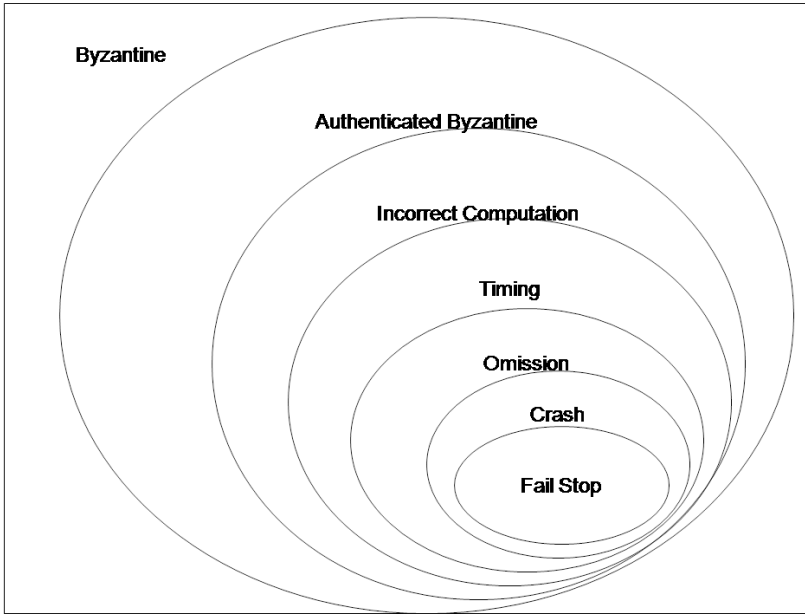 Byzantine
Authenticated Byzantine
Incorrect Computation
Timing
Omission
Crash
Fail Stop